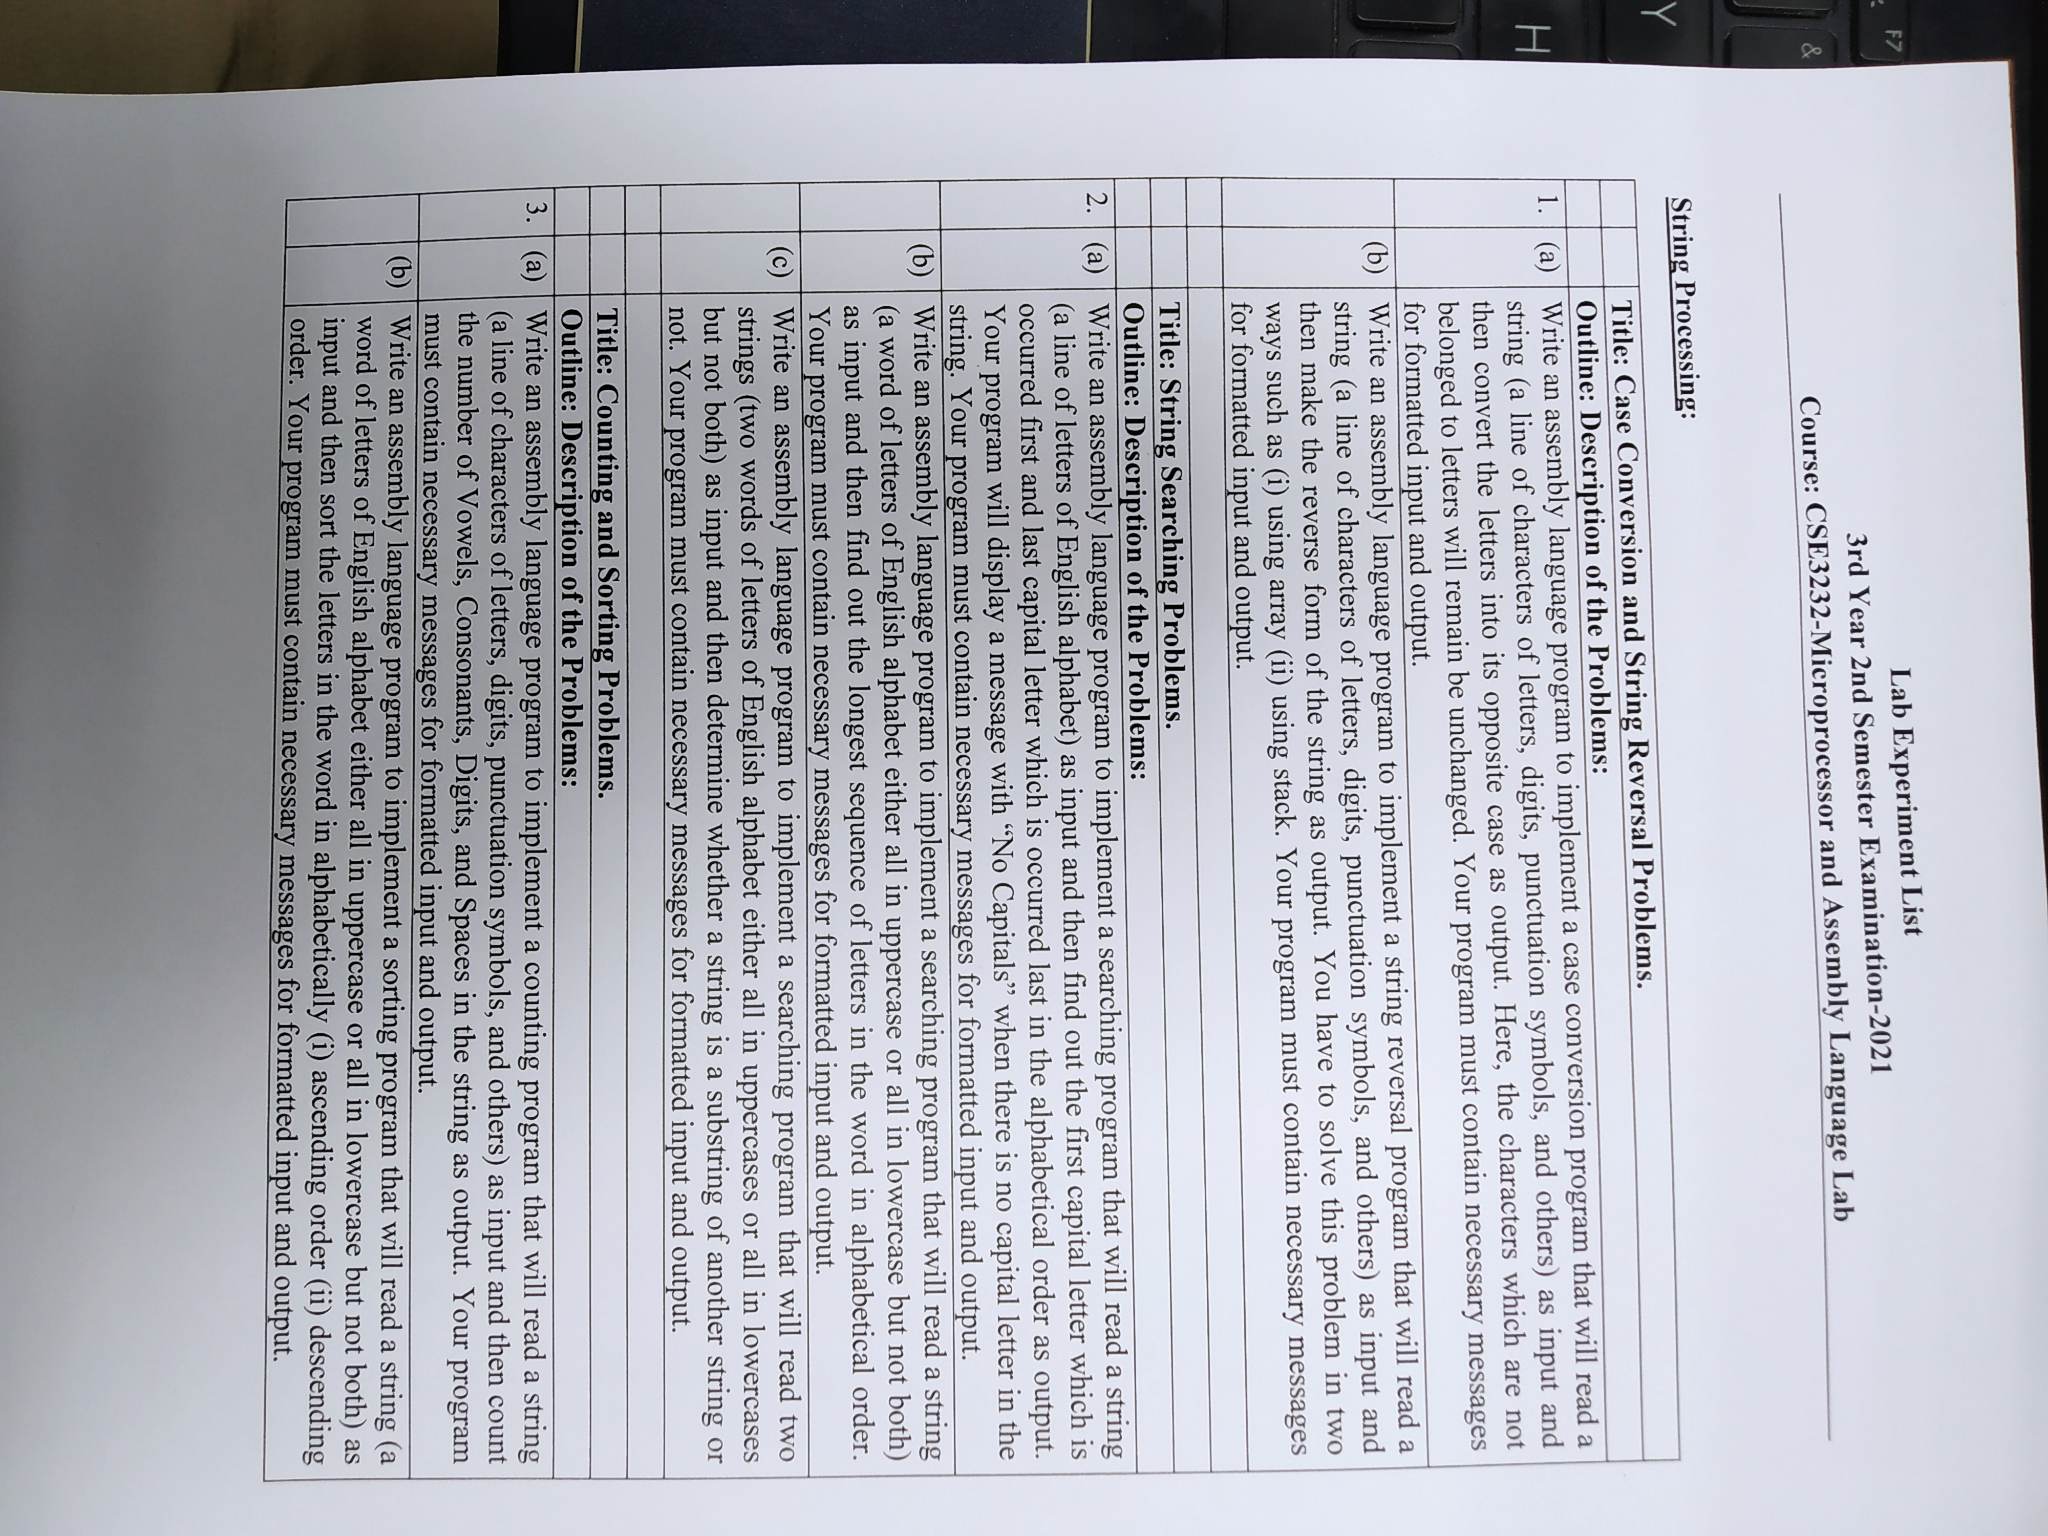 F7
&
Y
H
Lab Experiment List
3rd Year 2nd Semester Examination-2021
Course: CSE3232-Microprocessor and Assembly Language Lab
String Processing:
Title: Case Conversion and String Reversal Problems.
Outline: Description of the Problems:
1. (a) Write an assembly language program to implement a case conversion program that will read a
string (a line of characters of letters, digits, punctuation symbols, and others) as input and
then convert the letters into its opposite case as output. Here, the characters which are not
belonged to letters will remain be unchanged. Your program must contain necessary messages
for formatted input and output.
(b) Write an assembly language program to implement a string reversal program that will read a
string (a line of characters of letters, digits, punctuation symbols, and others) as input and
then make the reverse form of the string as output. You have to solve this problem in two
ways such as (i) using array (ii) using stack. Your program must contain necessary messages
for formatted input and output.
Title: String Searching Problems.
Outline: Description of the Problems:
2. (a) Write an assembly language program to implement a searching program that will read a string
(a line of letters of English alphabet) as input and then find out the first capital letter which is
occurred first and last capital letter which is occurred last in the alphabetical order as output.
Your program will display a message with “No Capitals” when there is no capital letter in the
string. Your program must contain necessary messages for formatted input and output.
(b) Write an assembly language program to implement a searching program that will read a string
(a word of letters of English alphabet either all in uppercase or all in lowercase but not both)
as input and then find out the longest sequence of letters in the word in alphabetical order.
Your program must contain necessary messages for formatted input and output.
(c) Write an assembly language program to implement a searching program that will read two
strings (two words of letters of English alphabet either all in uppercases or all in lowercases
but not both) as input and then determine whether a string is a substring of another string or
not. Your program must contain necessary messages for formatted input and output.
Title: Counting and Sorting Problems.
Outline: Description of the Problems:
3. (a) Write an assembly language program to implement a counting program that will read a string
(a line of characters of letters, digits, punctuation symbols, and others) as input and then count
the number of Vowels, Consonants, Digits, and Spaces in the string as output. Your program
must contain necessary messages for formatted input and output.
(b) Write an assembly language program to implement a sorting program that will read a string (a
word of letters of English alphabet either all in uppercase or all in lowercase but not both) as
input and then sort the letters in the word in alphabetically (i) ascending order (ii) descending
order. Your program must contain necessary messages for formatted input and output.